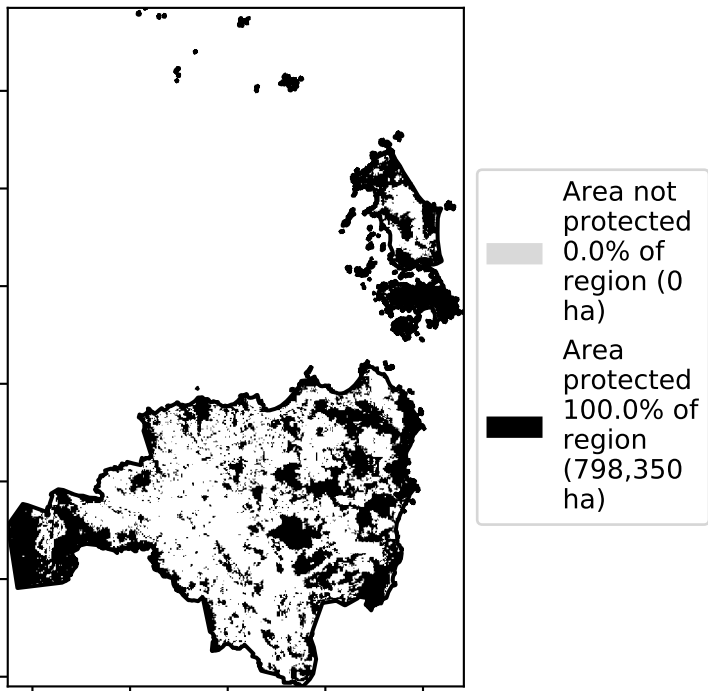 Area not
protected
0.0% of
region (0
ha)
Area
protected
100.0% of
region
(798,350
ha)